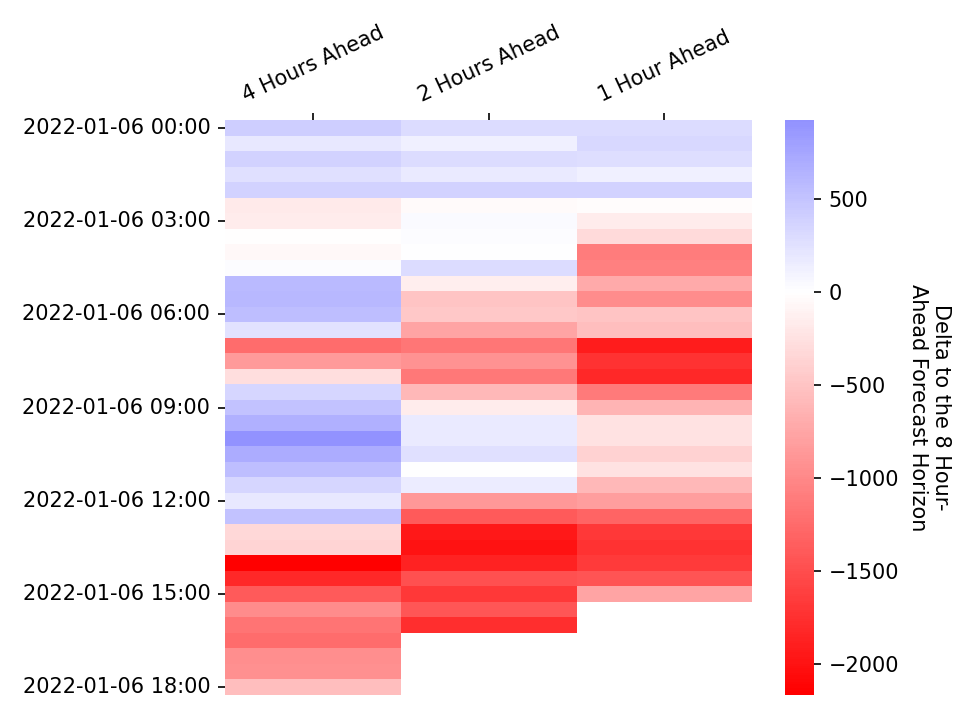 4 Hours Ahead
2 Hours Ahead
1 Hour Ahead
2022-01-06 00:00
2022-01-06 03:00
2022-01-06 06:00
2022-01-06 09:00
2022-01-06 12:00
2022-01-06 15:00
2022-01-06 18:00
500
0
−500
−1000
−1500
−2000
Delta to the 8 Hour-
Ahead Forecast Horizon